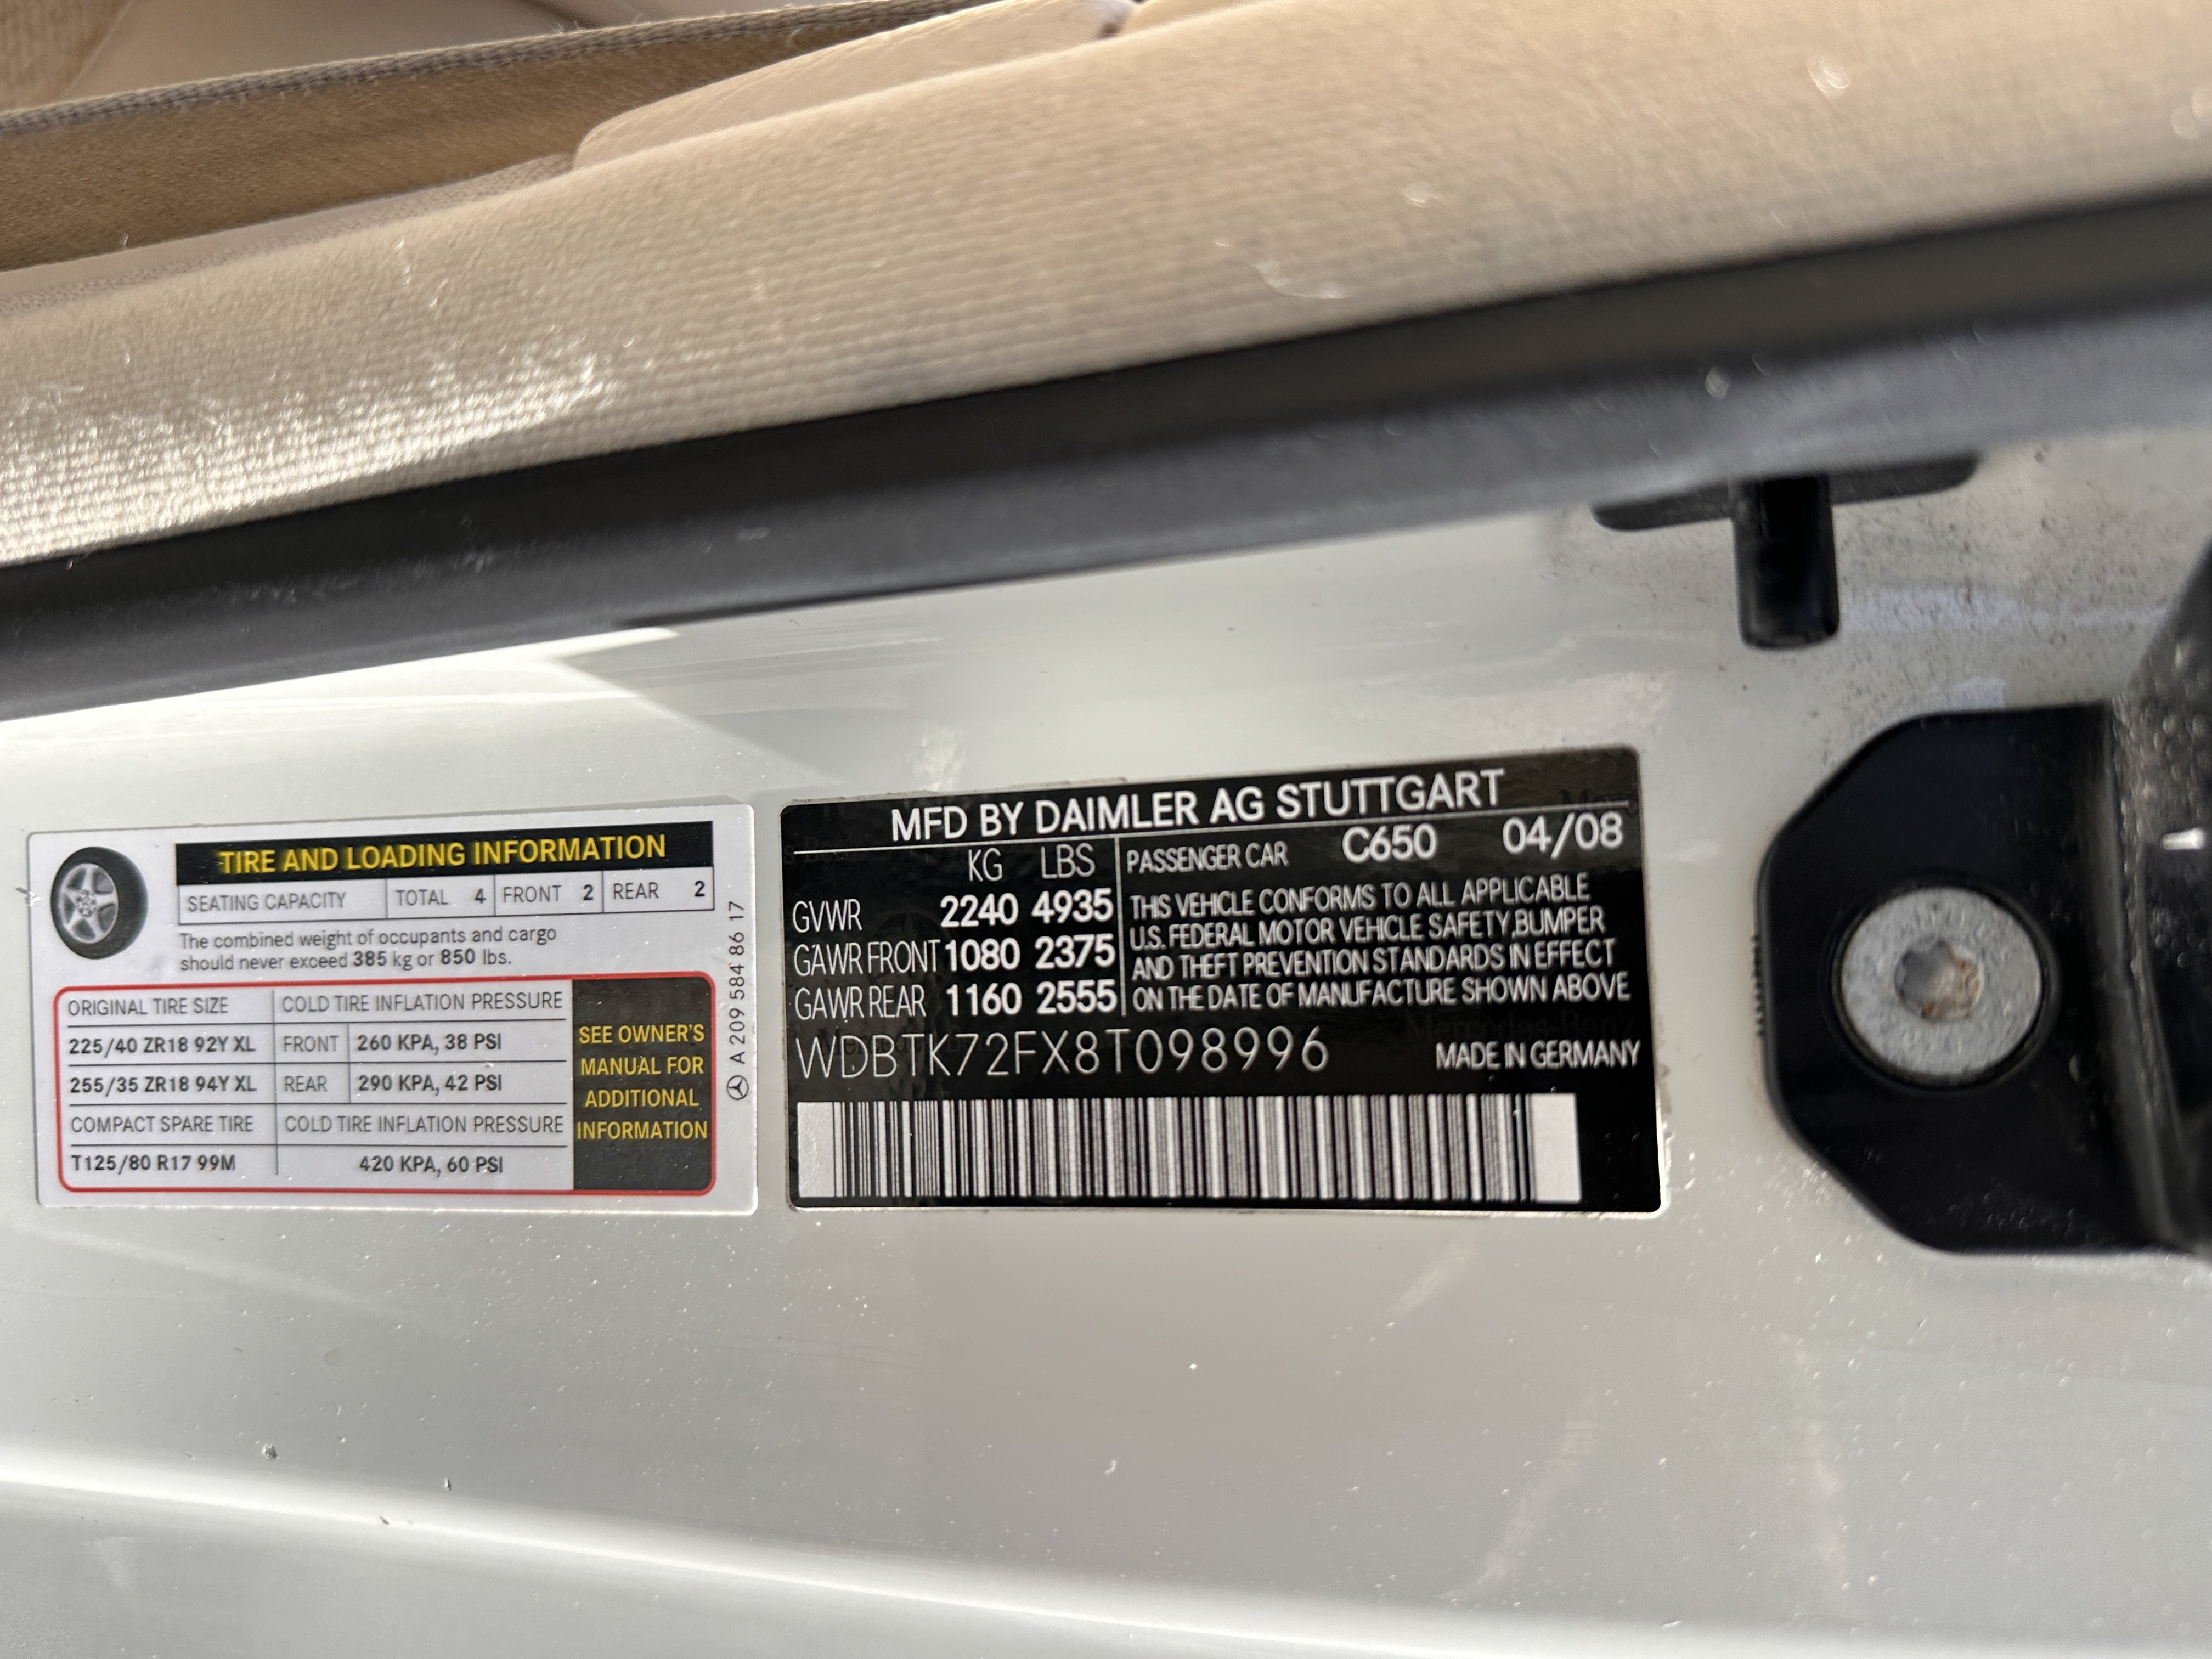 TIRE AND LOADING INFORMATION
SEATING CAPACITY TOTAL 4 FRONT 2 REAR 2
The combined weight of occupants and cargo
should never exceed 385 kg or 850 lbs.
ORIGINAL TIRE SIZE COLD TIRE INFLATION PRESSURE
225/40 ZR18 92Y XL FRONT 260 KPA, 38 PSI
255/35 ZR18 94Y XL REAR 290 KPA, 42 PSI
COMPACT SPARE TIRE COLD TIRE INFLATION PRESSURE
T125/80 R17 99M 420 KPA, 60 PSI
SEE OWNER'S
MANUAL FOR
ADDITIONAL
INFORMATION
A 209 584 86 17
MFD BY DAIMLER AG STUTTGART
KG LBS
GVWR 2240 4935
GAWR FRONT 1080 2375
GAWR REAR 1160 2555
PASSENGER CAR C650 04/08
THIS VEHICLE CONFORMS TO ALL APPLICABLE
U.S. FEDERAL MOTOR VEHICLE SAFETY,BUMPER
AND THEFT PREVENTION STANDARDS IN EFFECT
ON THE DATE OF MANUFACTURE SHOWN ABOVE
WDBTK72FX8T098996 MADE IN GERMANY
Mercedes-Benz